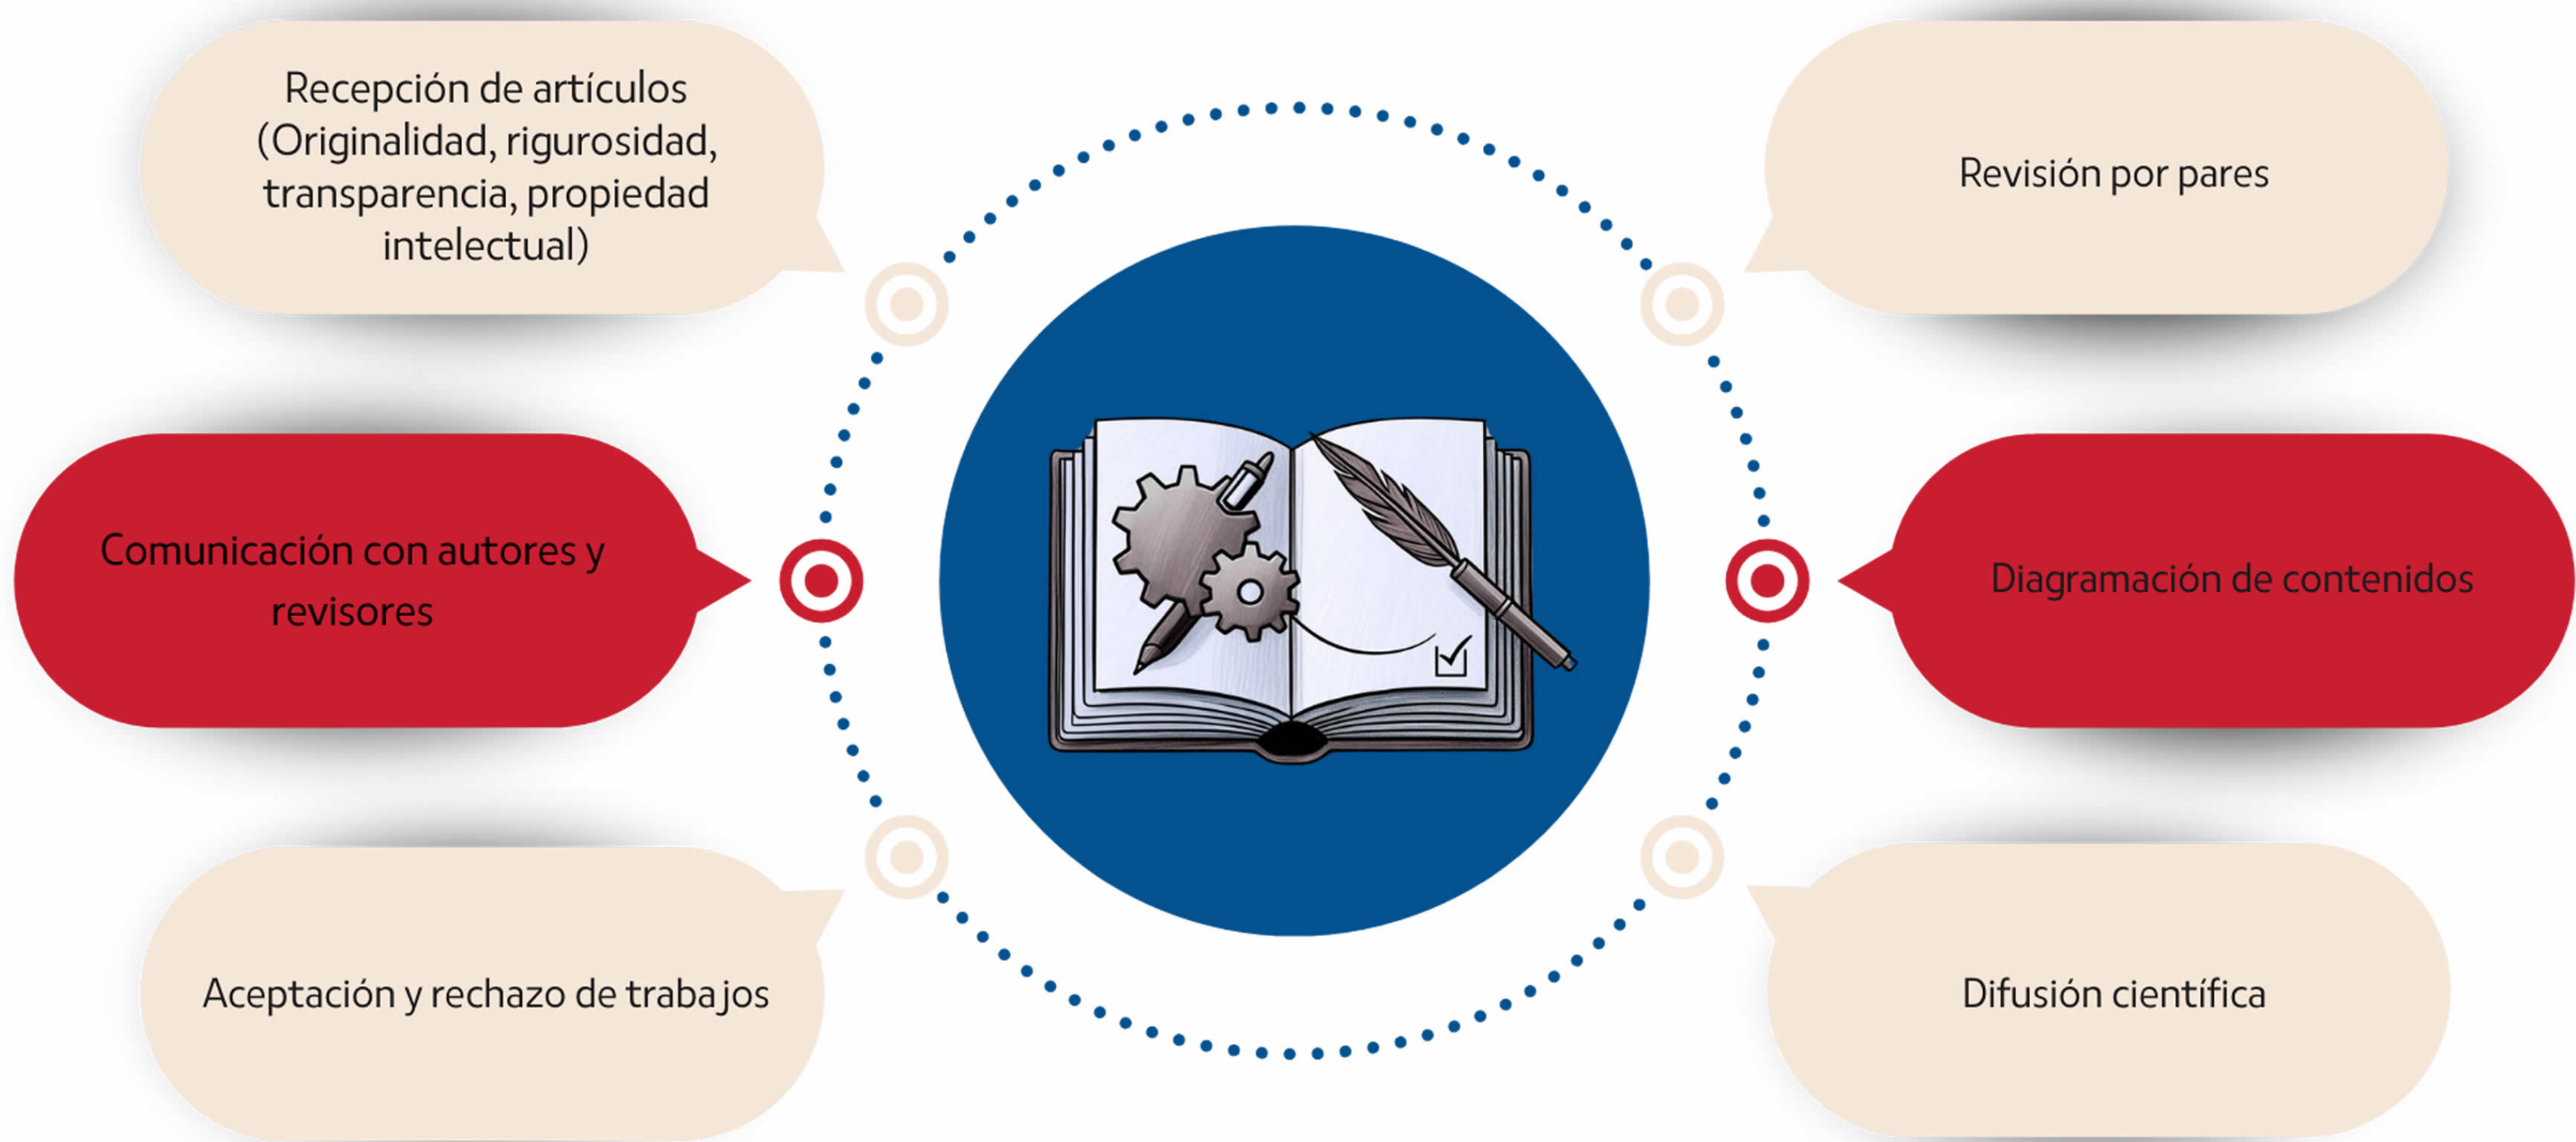 Recepción de artículos
(Originalidad, rigurosidad,
transparencia, propiedad
intelectual)
Revisión por pares
Comunicación con autores y
revisores
Diagramación de contenidos
Aceptación y rechazo de trabajos
Difusión científica